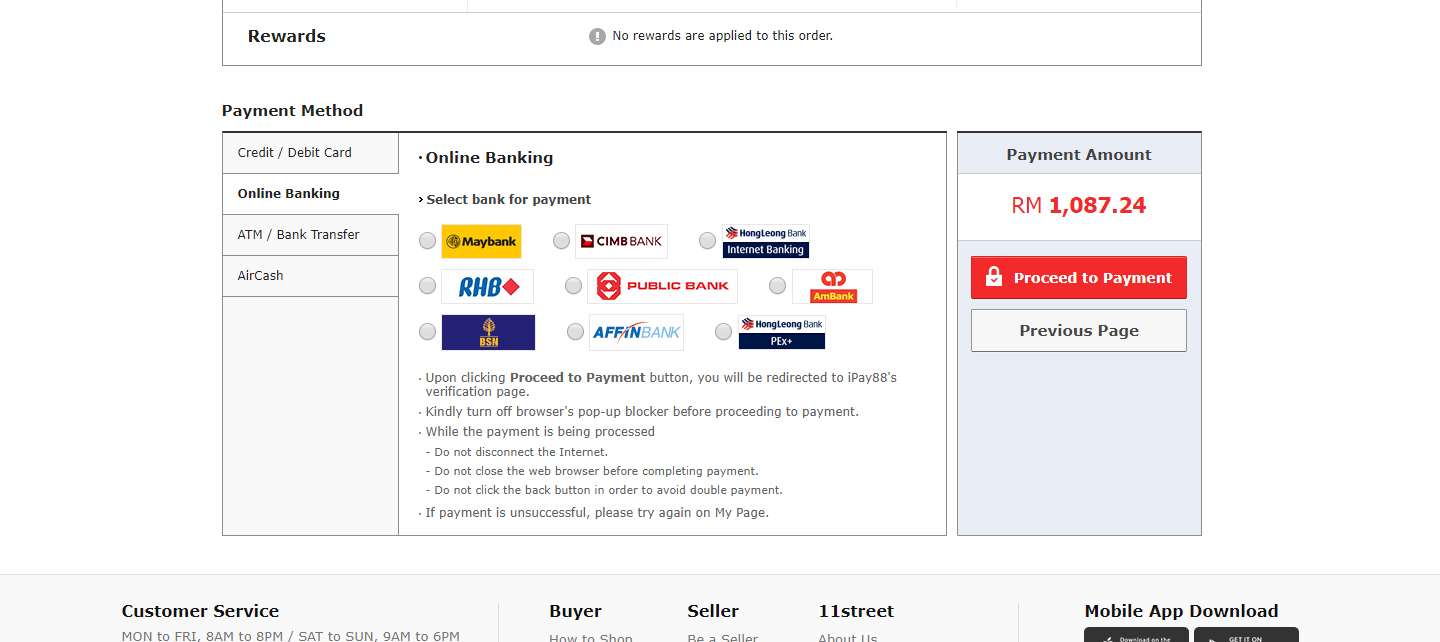 Rewards
No rewards are applied to this order.
Payment Method
Credit / Debit Card
Online Banking
ATM / Bank Transfer
AirCash
· Online Banking
› Select bank for payment
Maybank
CIMB BANK
HongLeong Bank
Internet Banking
RHB
PUBLIC BANK
AmBank
BSN
AFFINBANK
HongLeong Bank
PEx+
· Upon clicking Proceed to Payment button, you will be redirected to iPay88's
verification page.
· Kindly turn off browser's pop-up blocker before proceeding to payment.
· While the payment is being processed
- Do not disconnect the Internet.
- Do not close the web browser before completing payment.
- Do not click the back button in order to avoid double payment.
· If payment is unsuccessful, please try again on My Page.
Payment Amount
RM 1,087.24
Proceed to Payment
Previous Page
Customer Service
MON to FRI, 8AM to 8PM / SAT to SUN, 9AM to 6PM
Buyer
How to Shop
Seller
Be a Seller
11street
About Us
Mobile App Download
Download on the
GET IT ON